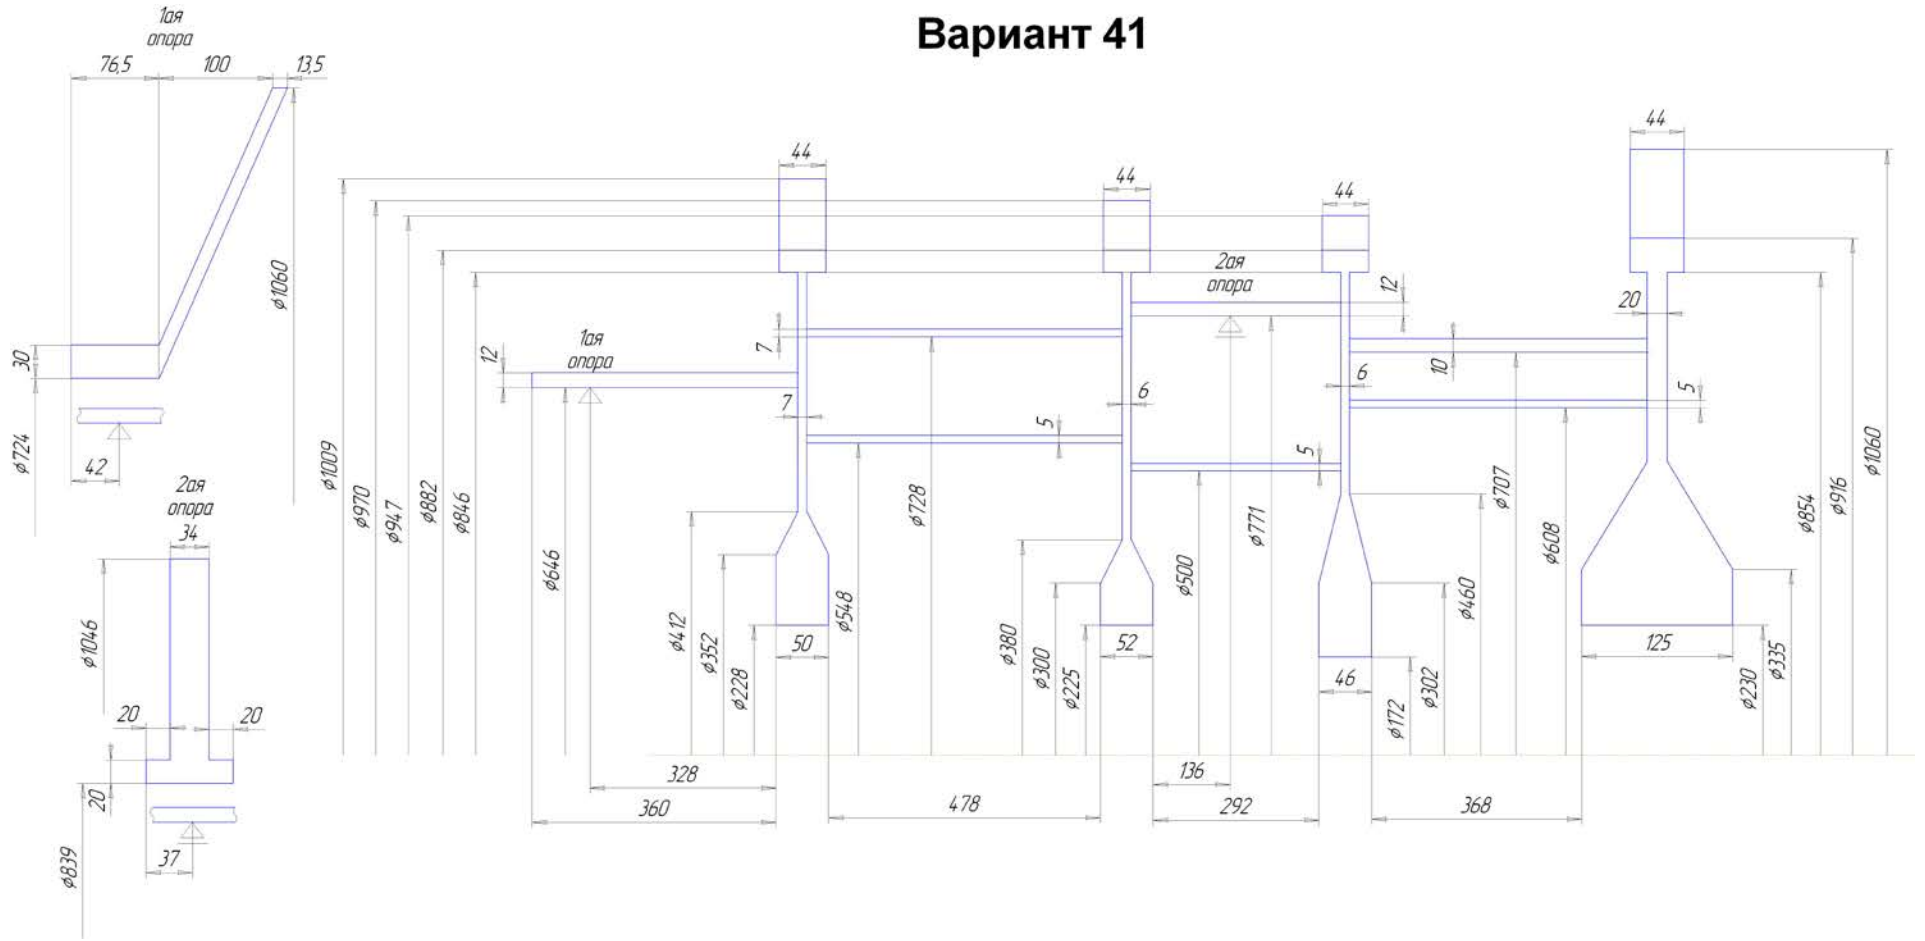 Вариант 41
1ая
опора
76,5
100
13,5
30
ϕ724
ϕ1060
42
2ая
опора
34
ϕ1046
20
20
20
ϕ839
37
44
44
44
44
ϕ1009
ϕ970
ϕ947
ϕ882
ϕ846
12
1ая
опора
ϕ646
7
7
5
ϕ728
ϕ412
ϕ352
ϕ228
50
ϕ548
6
2ая
опора
12
5
ϕ380
ϕ300
ϕ225
52
ϕ500
ϕ771
6
46
ϕ172
ϕ302
ϕ460
ϕ707
ϕ608
10
5
20
125
ϕ230
ϕ335
ϕ854
ϕ916
ϕ1060
328
360
478
136
292
368